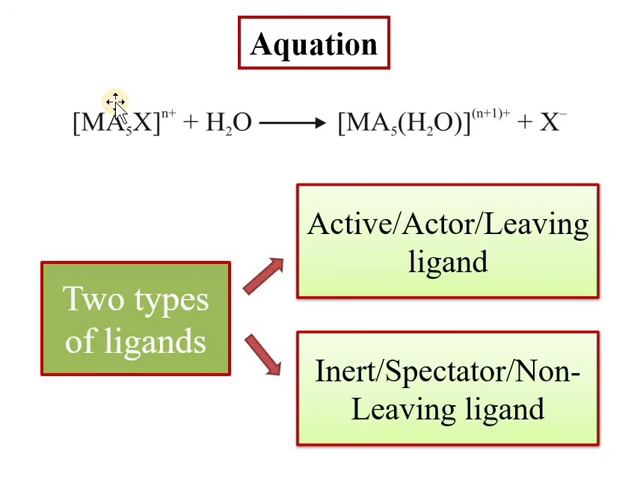 Aquation
[MA₅X]ⁿ⁺ + H₂O ⟶ [MA₅(H₂O)]⁽ⁿ⁺¹⁾⁺ + X⁻
Active/Actor/Leaving
ligand
Two types
of ligands
Inert/Spectator/Non-
Leaving ligand